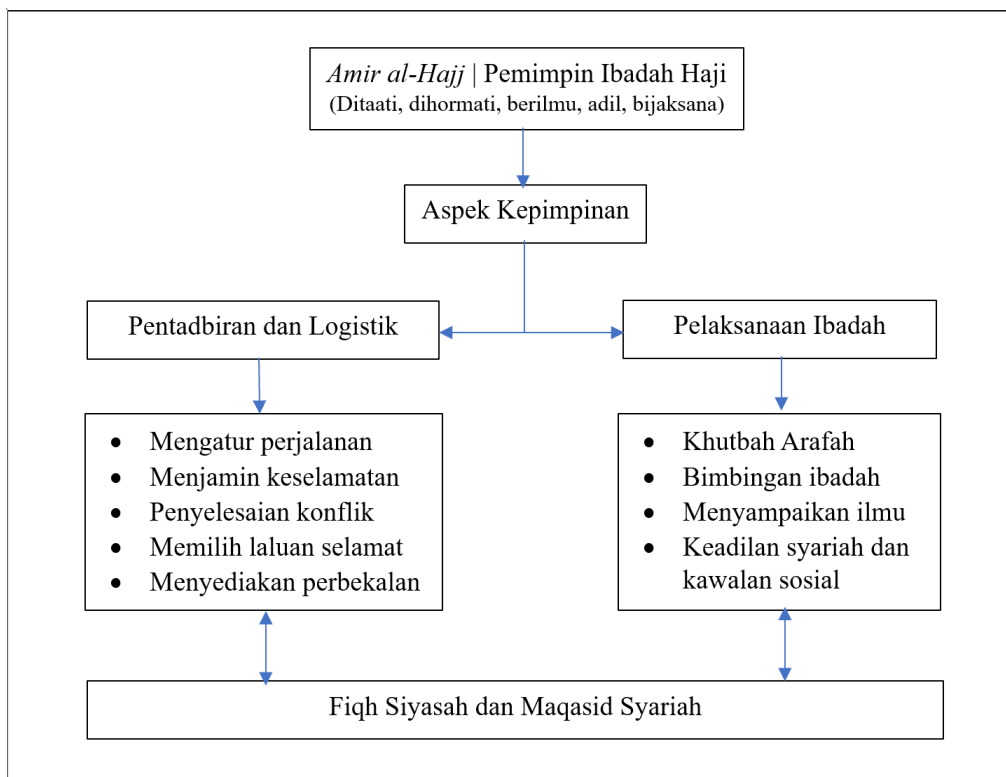 Amir al-Hajj | Pemimpin Ibadah Haji
(Ditaati, dihormati, berilmu, adil, bijaksana)
Aspek Kepimpinan
Pentadbiran dan Logistik
Pelaksanaan Ibadah
• Mengatur perjalanan
• Menjamin keselamatan
• Penyelesaian konflik
• Memilih laluan selamat
• Menyediakan perbekalan
• Khutbah Arafah
• Bimbingan ibadah
• Menyampaikan ilmu
• Keadilan syariah dan
kawalan sosial
Fiqh Siyasah dan Maqasid Syariah